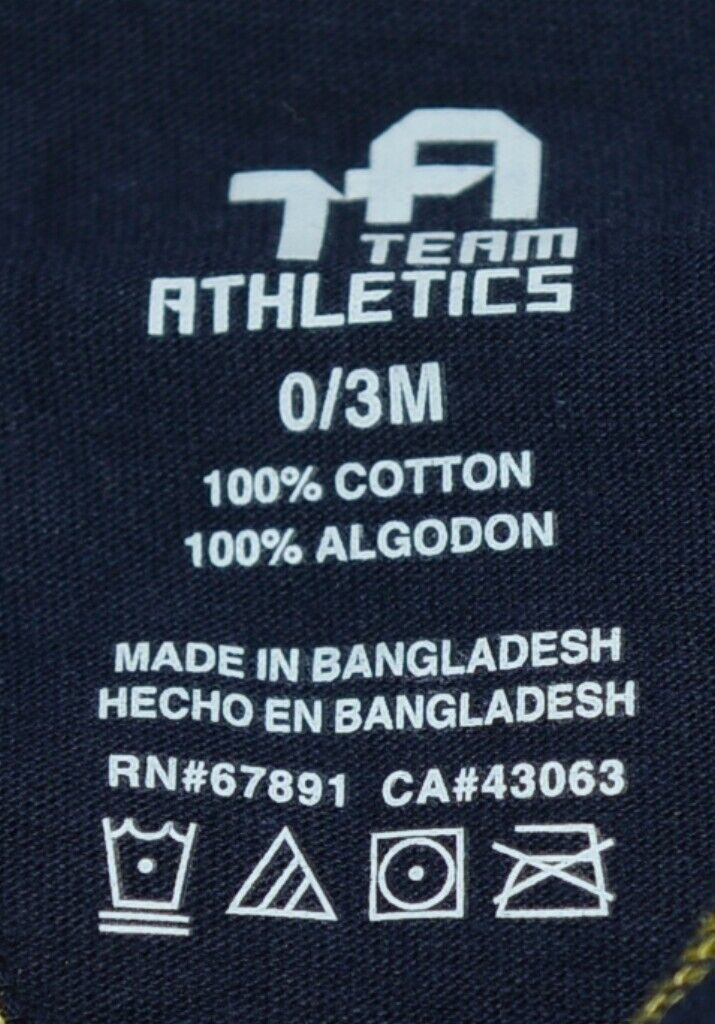 TA
TEAM
ATHLETICS
0/3M
100% COTTON
100% ALGODON
MADE IN BANGLADESH
HECHO EN BANGLADESH
RN#67891 CA#43063